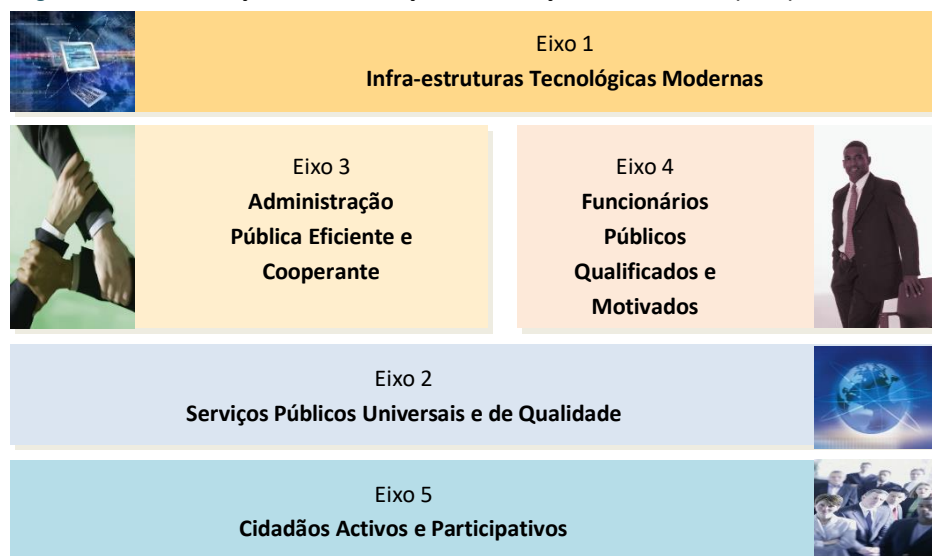 Eixo 1
Infra-estruturas Tecnológicas Modernas
Eixo 3
Administração
Pública Eficiente e
Cooperante
Eixo 4
Funcionários
Públicos
Qualificados e
Motivados
Eixo 2
Serviços Públicos Universais e de Qualidade
Eixo 5
Cidadãos Activos e Participativos